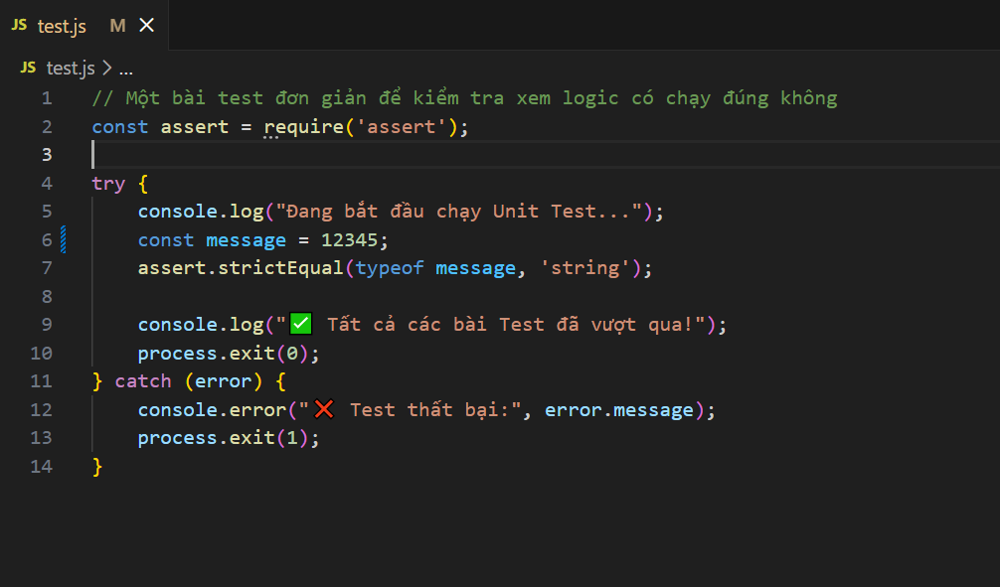 JS test.js M
JS test.js > ...
1 // Một bài test đơn giản để kiểm tra xem logic có chạy đúng không
2 const assert = require('assert');
3
4 try {
5     console.log("Đang bắt đầu chạy Unit Test...");
6     const message = 12345;
7     assert.strictEqual(typeof message, 'string');
8
9     console.log("✅ Tất cả các bài Test đã vượt qua!");
10     process.exit(0);
11 } catch (error) {
12     console.error("❌ Test thất bại:", error.message);
13     process.exit(1);
14 }